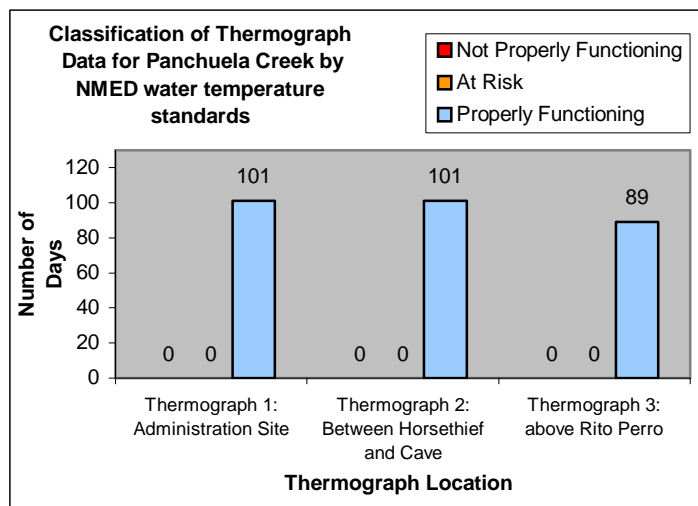 Classification of Thermograph
Data for Panchuela Creek by
NMED water temperature
standards
Not Properly Functioning
At Risk
Properly Functioning
Number of
Days
120
100
80
60
40
20
0
0 0 101
0 0 101
0 0 89
Thermograph 1:
Administration Site
Thermograph 2:
Between Horsethief
and Cave
Thermograph 3:
above Rito Perro
Thermograph Location